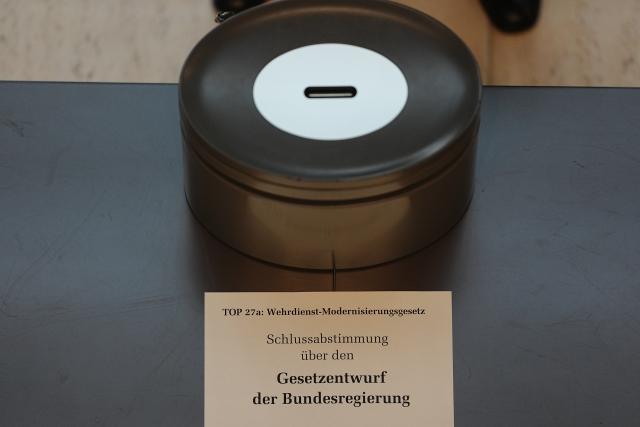 TOP 27a: Wehrdienst-Modernisierungsgesetz
Schlussabstimmung
über den
Gesetzentwurf
der Bundesregierung